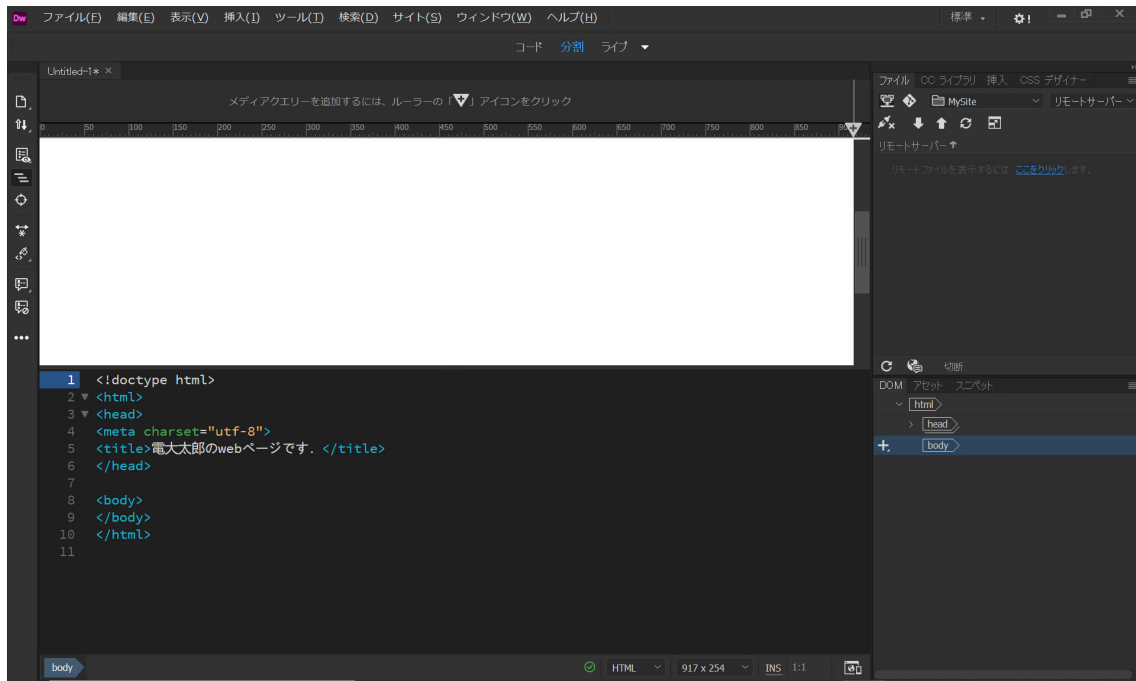 Dw ファイル(F) 編集(E) 表示(V) 挿入(I) ツール(T) 検索(D) サイト(S) ウィンドウ(W) ヘルプ(H) 標準
コード 分割 ライブ
Untitled-1* ×
メディアクエリーを追加するには、ルーラーの「」アイコンをクリック
0 50 100 150 200 250 300 350 400 450 500 550 600 650 700 750 800 850
1 <!doctype html>
2 <html>
3 <head>
4 <meta charset="utf-8">
5 <title>電大太郎のwebページです．</title>
6 </head>
7
8 <body>
9 </body>
10 </html>
11
body HTML 917 x 254 INS 1:1
ファイル CC ライブラリ 挿入 CSS デザイナー
MySite リモートサーバー
リモートサーバー
リモートファイルを表示するには、ここをクリックします。
切断
DOM アセット スニペット
html
head
body